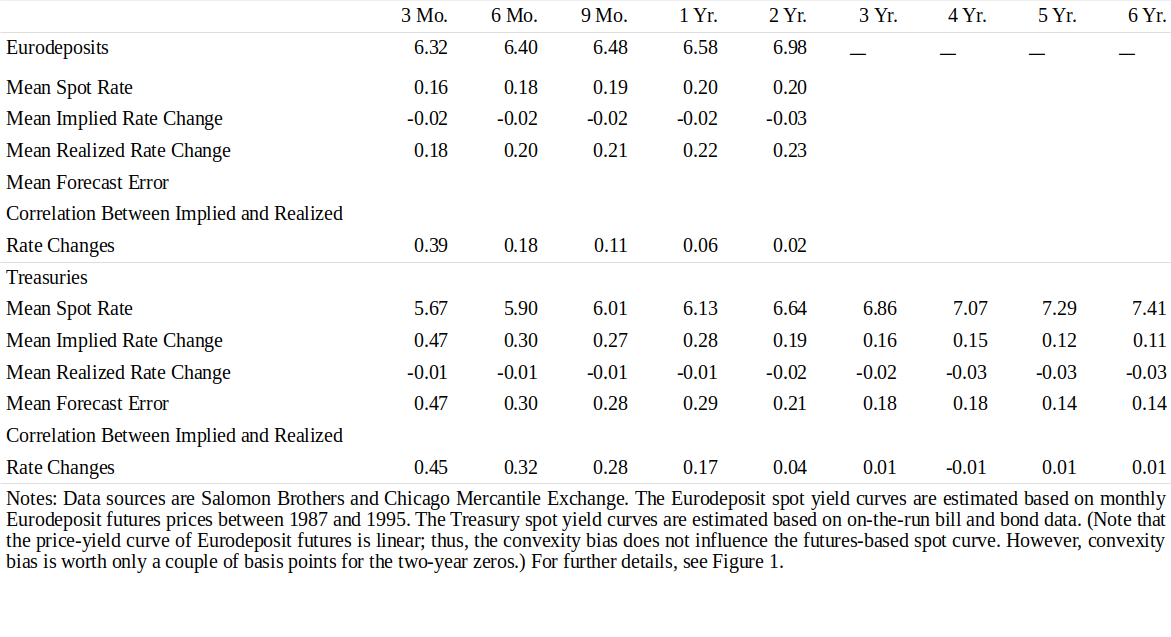 3 Mo. 6 Mo. 9 Mo. 1 Yr. 2 Yr. 3 Yr. 4 Yr. 5 Yr. 6 Yr.
Eurodeposits 6.32 6.40 6.48 6.58 6.98 — — — —
Mean Spot Rate 0.16 0.18 0.19 0.20 0.20
Mean Implied Rate Change -0.02 -0.02 -0.02 -0.02 -0.03
Mean Realized Rate Change 0.18 0.20 0.21 0.22 0.23
Mean Forecast Error
Correlation Between Implied and Realized
Rate Changes 0.39 0.18 0.11 0.06 0.02
Treasuries
Mean Spot Rate 5.67 5.90 6.01 6.13 6.64 6.86 7.07 7.29 7.41
Mean Implied Rate Change 0.47 0.30 0.27 0.28 0.19 0.16 0.15 0.12 0.11
Mean Realized Rate Change -0.01 -0.01 -0.01 -0.01 -0.02 -0.02 -0.03 -0.03 -0.03
Mean Forecast Error 0.47 0.30 0.28 0.29 0.21 0.18 0.18 0.14 0.14
Correlation Between Implied and Realized
Rate Changes 0.45 0.32 0.28 0.17 0.04 0.01 -0.01 0.01 0.01
Notes: Data sources are Salomon Brothers and Chicago Mercantile Exchange. The Eurodeposit spot yield curves are estimated based on monthly
Eurodeposit futures prices between 1987 and 1995. The Treasury spot yield curves are estimated based on on-the-run bill and bond data. (Note that
the price-yield curve of Eurodeposit futures is linear; thus, the convexity bias does not influence the futures-based spot curve. However, convexity
bias is worth only a couple of basis points for the two-year zeros.) For further details, see Figure 1.